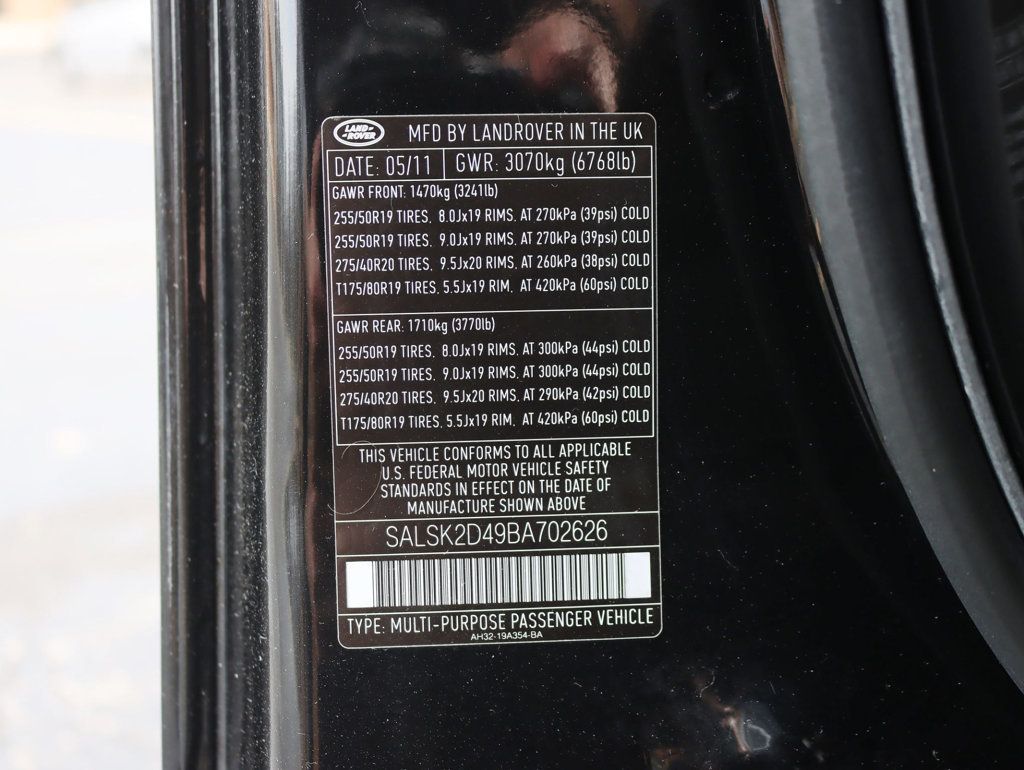 LAND-
-ROVER
MFD BY LANDROVER IN THE UK
DATE: 05/11 GWR: 3070kg (6768lb)
GAWR FRONT: 1470kg (3241lb)
255/50R19 TIRES, 8.0Jx19 RIMS, AT 270kPa (39psi) COLD
255/50R19 TIRES, 9.0Jx19 RIMS, AT 270kPa (39psi) COLD
275/40R20 TIRES, 9.5Jx20 RIMS, AT 260kPa (38psi) COLD
T175/80R19 TIRES, 5.5Jx19 RIM, AT 420kPa (60psi) COLD
GAWR REAR: 1710kg (3770lb)
255/50R19 TIRES, 8.0Jx19 RIMS, AT 300kPa (44psi) COLD
255/50R19 TIRES, 9.0Jx19 RIMS, AT 300kPa (44psi) COLD
275/40R20 TIRES, 9.5Jx20 RIMS, AT 290kPa (42psi) COLD
T175/80R19 TIRES, 5.5Jx19 RIM, AT 420kPa (60psi) COLD
THIS VEHICLE CONFORMS TO ALL APPLICABLE
U.S. FEDERAL MOTOR VEHICLE SAFETY
STANDARDS IN EFFECT ON THE DATE OF
MANUFACTURE SHOWN ABOVE
SALSK2D49BA702626
TYPE: MULTI-PURPOSE PASSENGER VEHICLE
AH32-19A354-BA